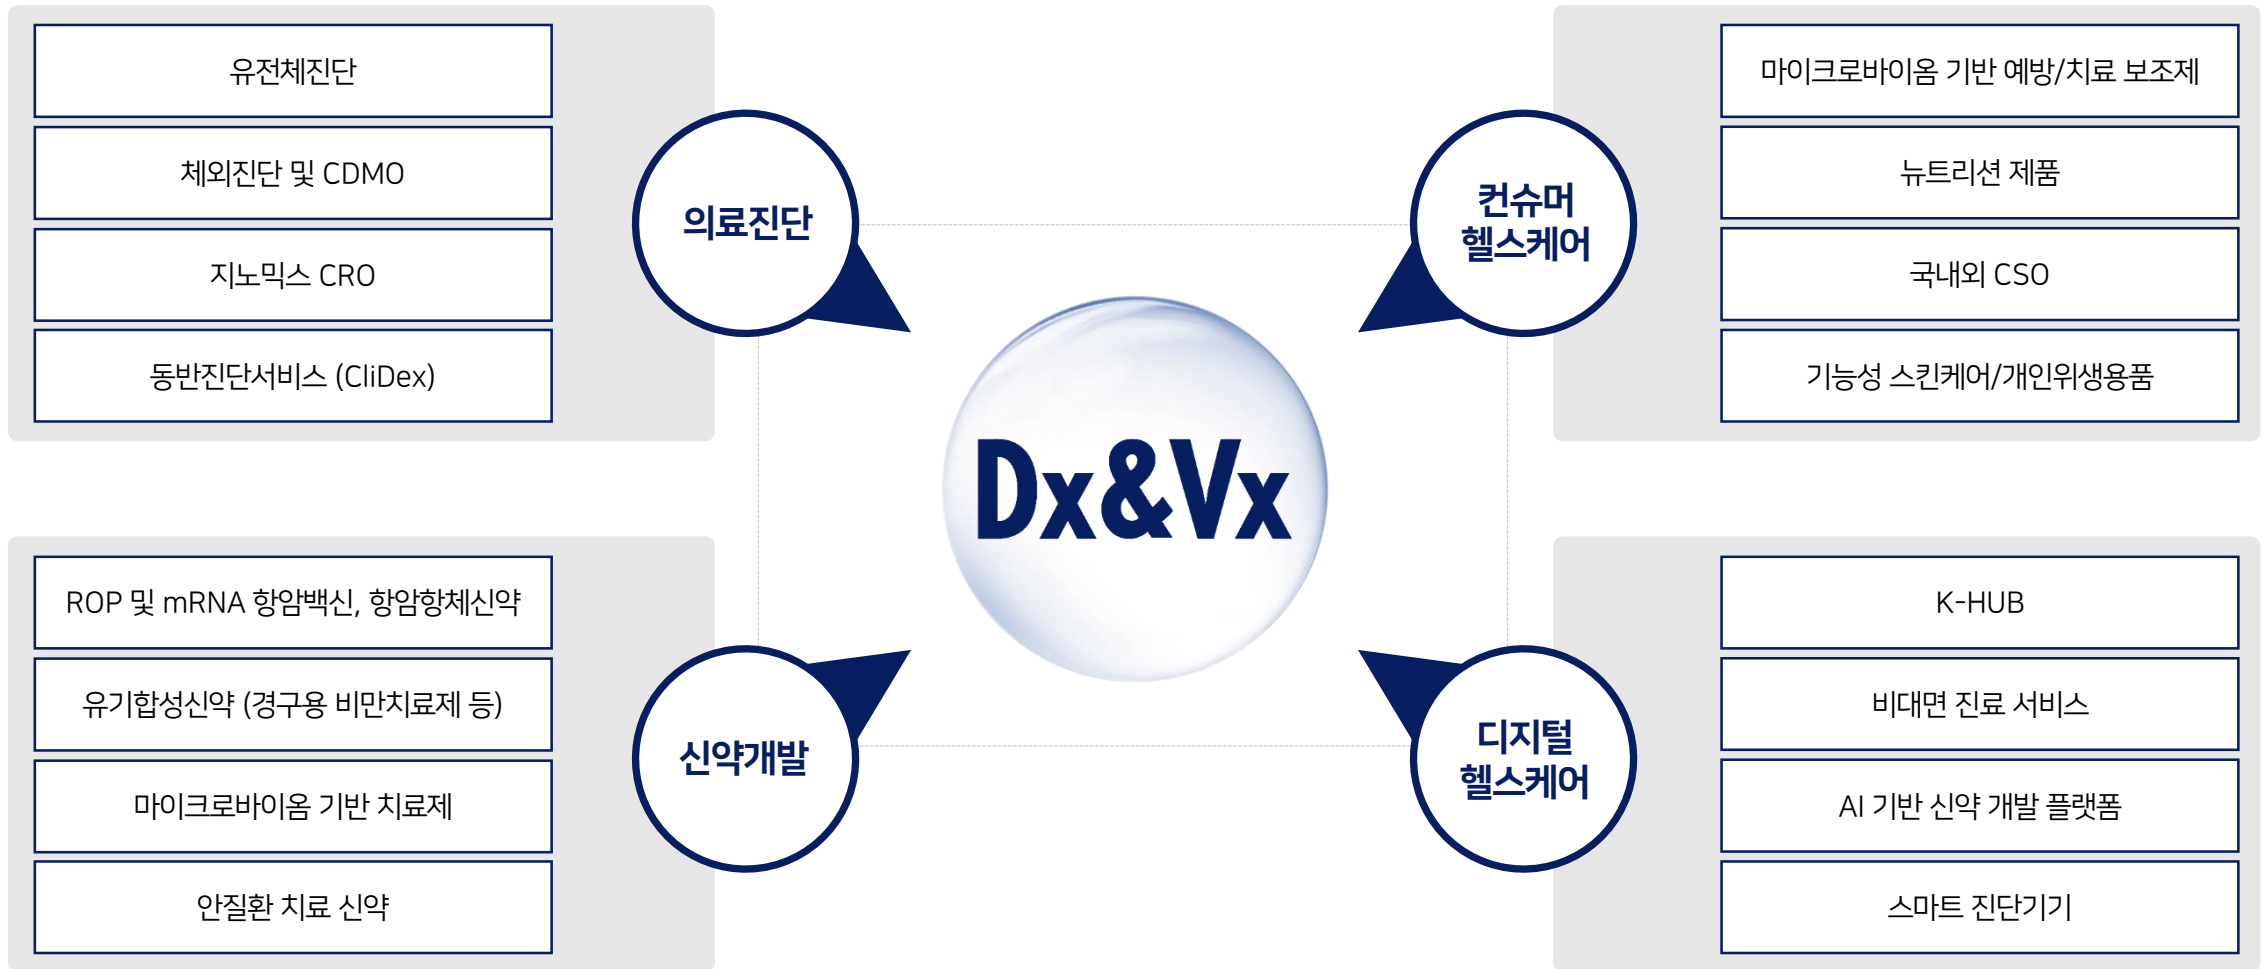 유전체진단
체외진단 및 CDMO
지노믹스 CRO
동반진단서비스 (CliDex)
의료진단
컨슈머
헬스케어
마이크로바이옴 기반 예방/치료 보조제
뉴트리션 제품
국내외 CSO
기능성 스킨케어/개인위생용품
Dx&Vx
ROP 및 mRNA 항암백신, 항암항체신약
유기합성신약 (경구용 비만치료제 등)
마이크로바이옴 기반 치료제
안질환 치료 신약
신약개발
디지털
헬스케어
K-HUB
비대면 진료 서비스
AI 기반 신약 개발 플랫폼
스마트 진단기기